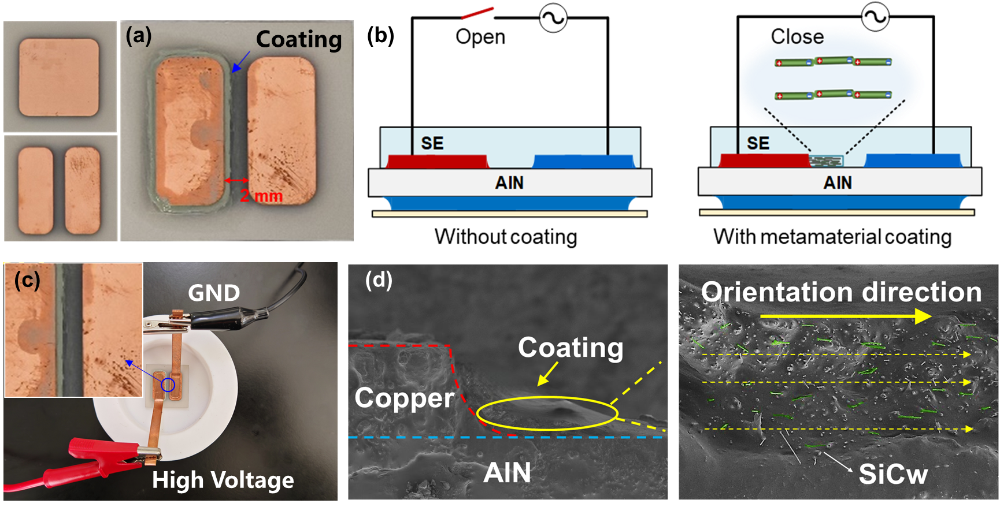 (a)
Coating
2 mm
(b)
Open
SE
AlN
Without coating
Close
SE
AlN
With metamaterial coating
(c)
GND
High Voltage
(d)
Coating
Copper
AlN
Orientation direction
SiCw